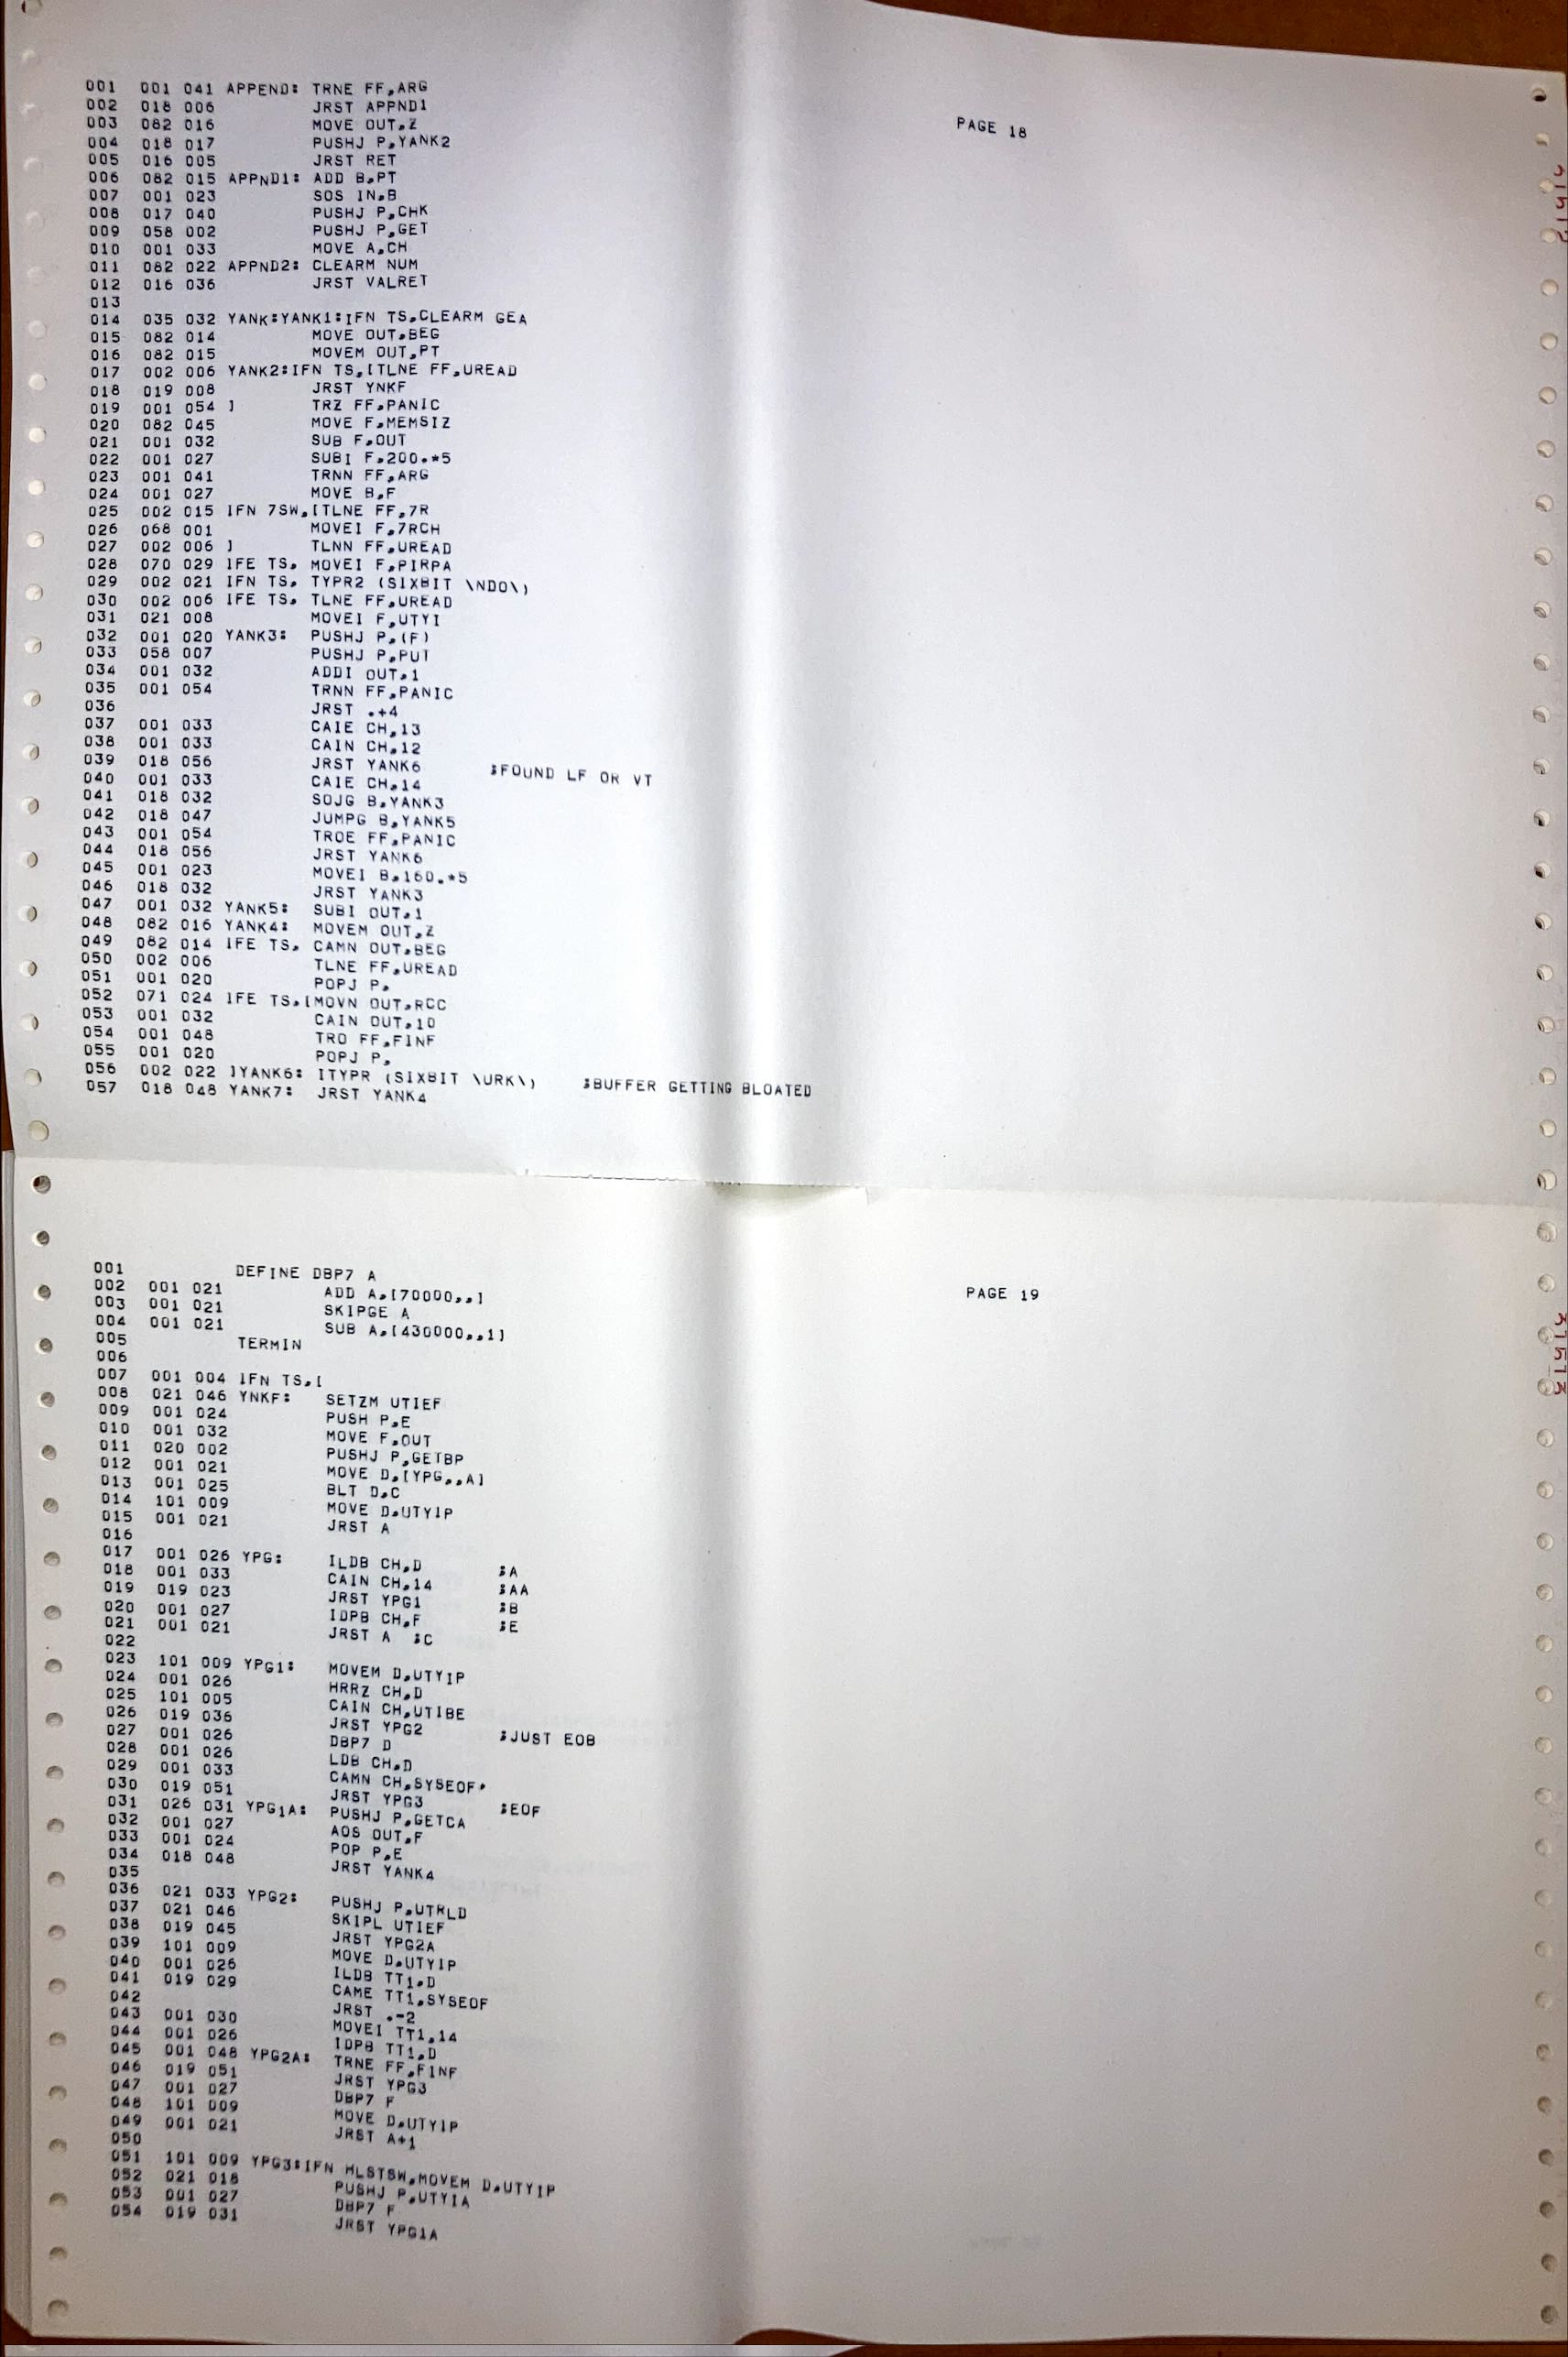 PAGE 18
001 001 041 APPEND: TRNE FF,ARG
002 018 006 JRST APPND1
003 082 016 MOVE OUT,Z
004 018 017 PUSHJ P,YANK2
005 016 005 JRST RET
006 082 015 APPND1: ADD B,PT
007 001 023 SOS IN,B
008 017 040 PUSHJ P,CHK
009 058 002 PUSHJ P,GET
010 001 033 MOVE A,CH
011 082 022 APPND2: CLEARM NUM
012 016 036 JRST VALRET
013
014 035 032 YANK:YANK1:IFN TS,CLEARM GEA
015 082 014 MOVE OUT,BEG
016 082 015 MOVEM OUT,PT
017 002 006 YANK2:IFN TS,[TLNE FF,UREAD
018 019 008 JRST YNKF
019 001 054 ] TRZ FF,PANIC
020 082 045 MOVE F,MEMSIZ
021 001 032 SUB F,OUT
022 001 027 SUBI F,200.*5
023 001 041 TRNN FF,ARG
024 001 027 MOVE B,F
025 002 015 IFN 7SW,[TLNE FF,7R
026 068 001 MOVEI F,7RCH
027 002 006 ] TLNN FF,UREAD
028 070 029 IFE TS, MOVEI F,PIRPA
029 002 021 IFN TS, TYPR2 (SIXBIT \NDO\)
030 002 006 IFE TS, TLNE FF,UREAD
031 021 008 MOVEI F,UTYI
032 001 020 YANK3: PUSHJ P,(F)
033 058 007 PUSHJ P,PUT
034 001 032 ADDI OUT,1
035 001 054 TRNN FF,PANIC
036 JRST .+4
037 001 033 CAIE CH,13
038 001 033 CAIN CH,12
039 018 056 JRST YANK6 ;FOUND LF OR VT
040 001 033 CAIE CH,14
041 018 032 SOJG B,YANK3
042 018 047 JUMPG B,YANK5
043 001 054 TROE FF,PANIC
044 018 056 JRST YANK6
045 001 023 MOVEI B,160.*5
046 018 032 JRST YANK3
047 001 032 YANK5: SUBI OUT,1
048 082 016 YANK4: MOVEM OUT,Z
049 082 014 IFE TS, CAMN OUT,BEG
050 002 006 TLNE FF,UREAD
051 001 020 POPJ P,
052 071 024 IFE TS,[MOVN OUT,RCC
053 001 032 CAIN OUT,10
054 001 048 TRO FF,FINF
055 001 020 POPJ P,
056 002 022 ]YANK6: ITYPR (SIXBIT \URK\) ;BUFFER GETTING BLOATED
057 018 048 YANK7: JRST YANK4
PAGE 19
001 DEFINE DBP7 A
002 001 021 ADD A,[70000,,]
003 001 021 SKIPGE A
004 001 021 SUB A,[430000,,1]
005 TERMIN
006
007 001 004 IFN TS,[
008 021 046 YNKF: SETZM UTIEF
009 001 024 PUSH P,E
010 001 032 MOVE F,OUT
011 020 002 PUSHJ P,GETBP
012 001 021 MOVE D,[YPG,,A]
013 001 025 BLT D,C
014 101 009 MOVE D,UTYIP
015 001 021 JRST A
016
017 001 026 YPG: ILDB CH,D ;A
018 001 033 CAIN CH,14 ;AA
019 019 023 JRST YPG1 ;B
020 001 027 IDPB CH,F ;E
021 001 021 JRST A ;C
022
023 101 009 YPG1: MOVEM D,UTYIP
024 001 026 HRRZ CH,D
025 101 005 CAIN CH,UTIBE
026 019 036 JRST YPG2 ;JUST EOB
027 001 026 DBP7 D
028 001 026 LDB CH,D
029 001 033 CAMN CH,SYSEOF'
030 019 051 JRST YPG3 ;EOF
031 026 031 YPG1A: PUSHJ P,GETCA
032 001 027 AOS OUT,F
033 001 024 POP P,E
034 018 048 JRST YANK4
035
036 021 033 YPG2: PUSHJ P,UTRLD
037 021 046 SKIPL UTIEF
038 019 045 JRST YPG2A
039 101 009 MOVE D,UTYIP
040 001 026 ILDB TT1,D
041 019 029 CAME TT1,SYSEOF
042 JRST .-2
043 001 030 MOVEI TT1,14
044 001 026 IDPB TT1,D
045 001 048 YPG2A: TRNE FF,FINF
046 019 051 JRST YPG3
047 001 027 DBP7 F
048 101 009 MOVE D,UTYIP
049 001 021 JRST A+1
050
051 101 009 YPG3:IFN HLSTSW,MOVEM D,UTYIP
052 021 018 PUSHJ P,UTYIA
053 001 027 DBP7 F
054 019 031 JRST YPG1A